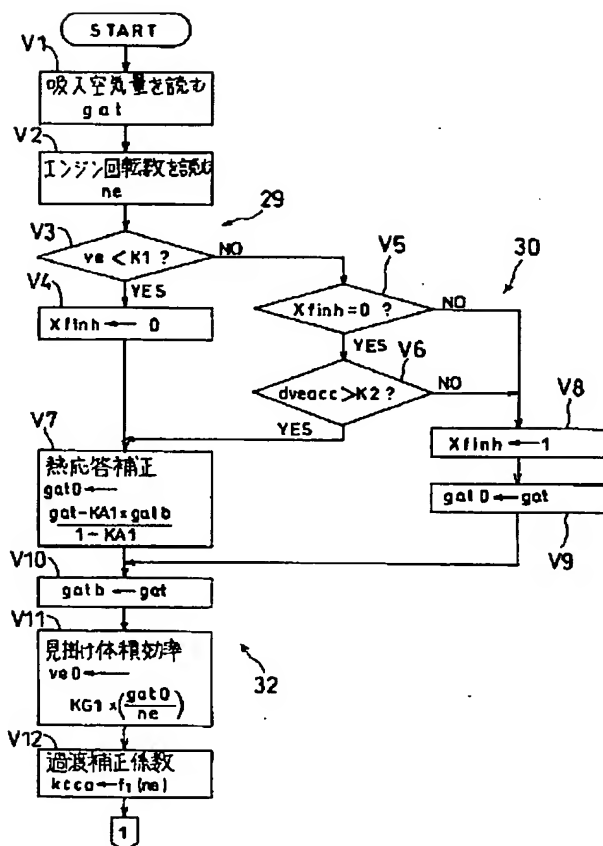 START
V1
吸入空気量を読む
gat
V2
エンジン回転数を読む
ne
29
V3
ve < K1 ?
NO
YES
V4
Xfinh ← 0
30
V5
Xfinh=0 ?
NO
YES
V6
dveacc>K2?
NO
YES
V7
熱応答補正
gat0 ←
gat-KA1×gatb
1-KA1
V8
Xfinh ← 1
gat0 ← gat
V9
V10
gatb ← gat
V11
見掛け体積効率
ve0 ←
KG1 × (gat0/ne)
32
V12
過渡補正係数
kcca ← f1 (ne)
1